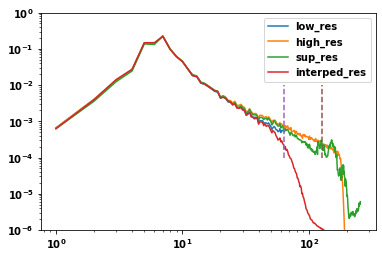 10⁰
10⁻¹
10⁻²
10⁻³
10⁻⁴
10⁻⁵
10⁻⁶
low_res
high_res
sup_res
interped_res
10⁰ 10¹ 10²